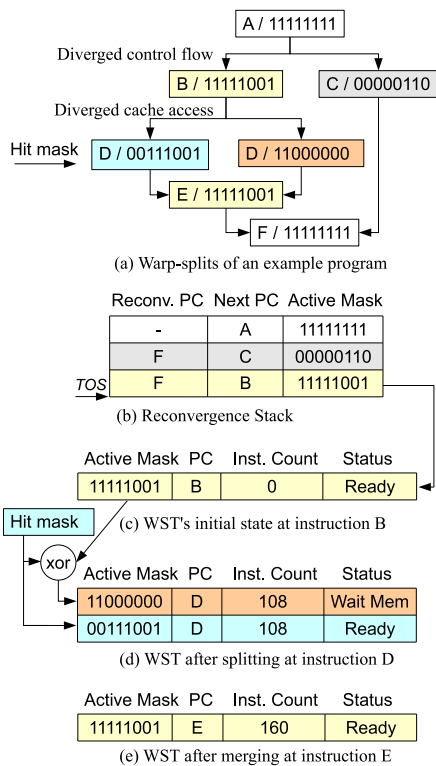 A / 11111111
Diverged control flow
B / 11111001
C / 00000110
Diverged cache access
Hit mask
D / 00111001
D / 11000000
E / 11111001
F / 11111111
(a) Warp-splits of an example program
Reconv. PC Next PC Active Mask
- A 11111111
F C 00000110
TOS
F B 11111001
(b) Reconvergence Stack
Active Mask PC Inst. Count Status
11111001 B 0 Ready
Hit mask
(c) WST's initial state at instruction B
xor
Active Mask PC Inst. Count Status
11000000 D 108 Wait Mem
00111001 D 108 Ready
(d) WST after splitting at instruction D
Active Mask PC Inst. Count Status
11111001 E 160 Ready
(e) WST after merging at instruction E